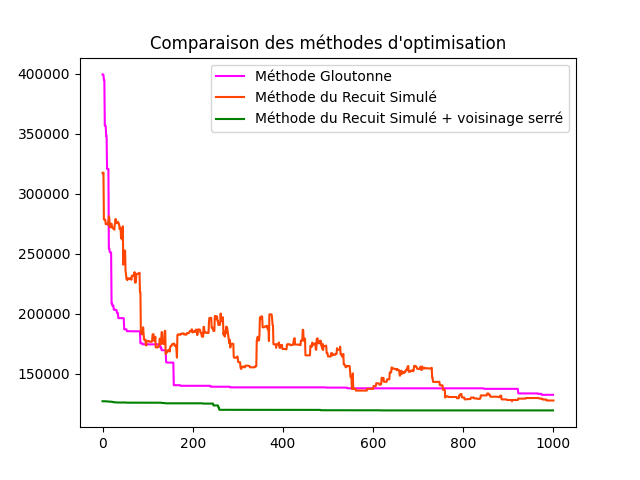 Comparaison des méthodes d'optimisation
Méthode Gloutonne
Méthode du Recuit Simulé
Méthode du Recuit Simulé + voisinage serré
400000
350000
300000
250000
200000
150000
0 200 400 600 800 1000